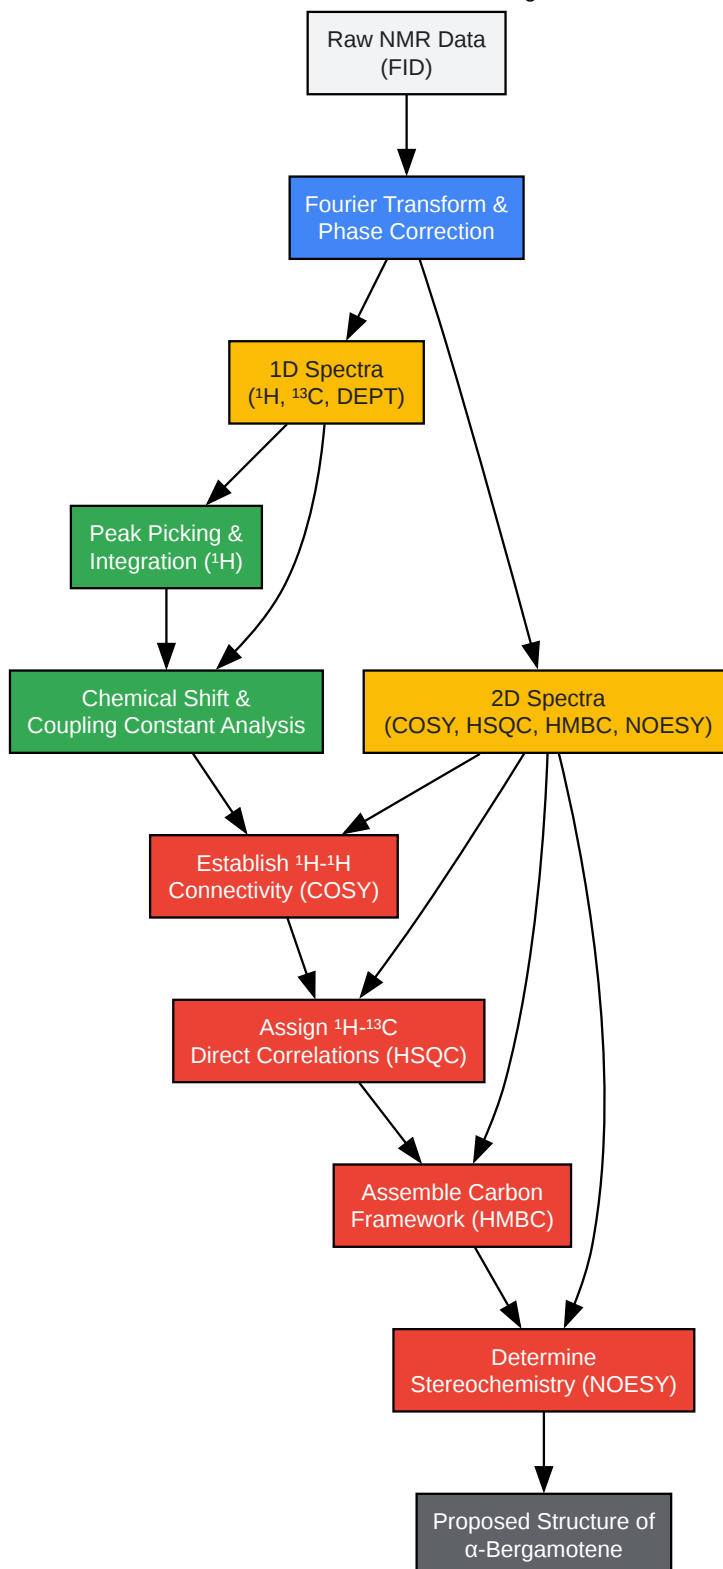 Raw NMR Data
(FID)
Fourier Transform &
Phase Correction
1D Spectra
(¹H, ¹³C, DEPT)
Peak Picking &
Integration (¹H)
Chemical Shift &
Coupling Constant Analysis
2D Spectra
(COSY, HSQC, HMBC, NOESY)
Establish ¹H-¹H
Connectivity (COSY)
Assign ¹H-¹³C
Direct Correlations (HSQC)
Assemble Carbon
Framework (HMBC)
Determine
Stereochemistry (NOESY)
Proposed Structure of
α-Bergamotene